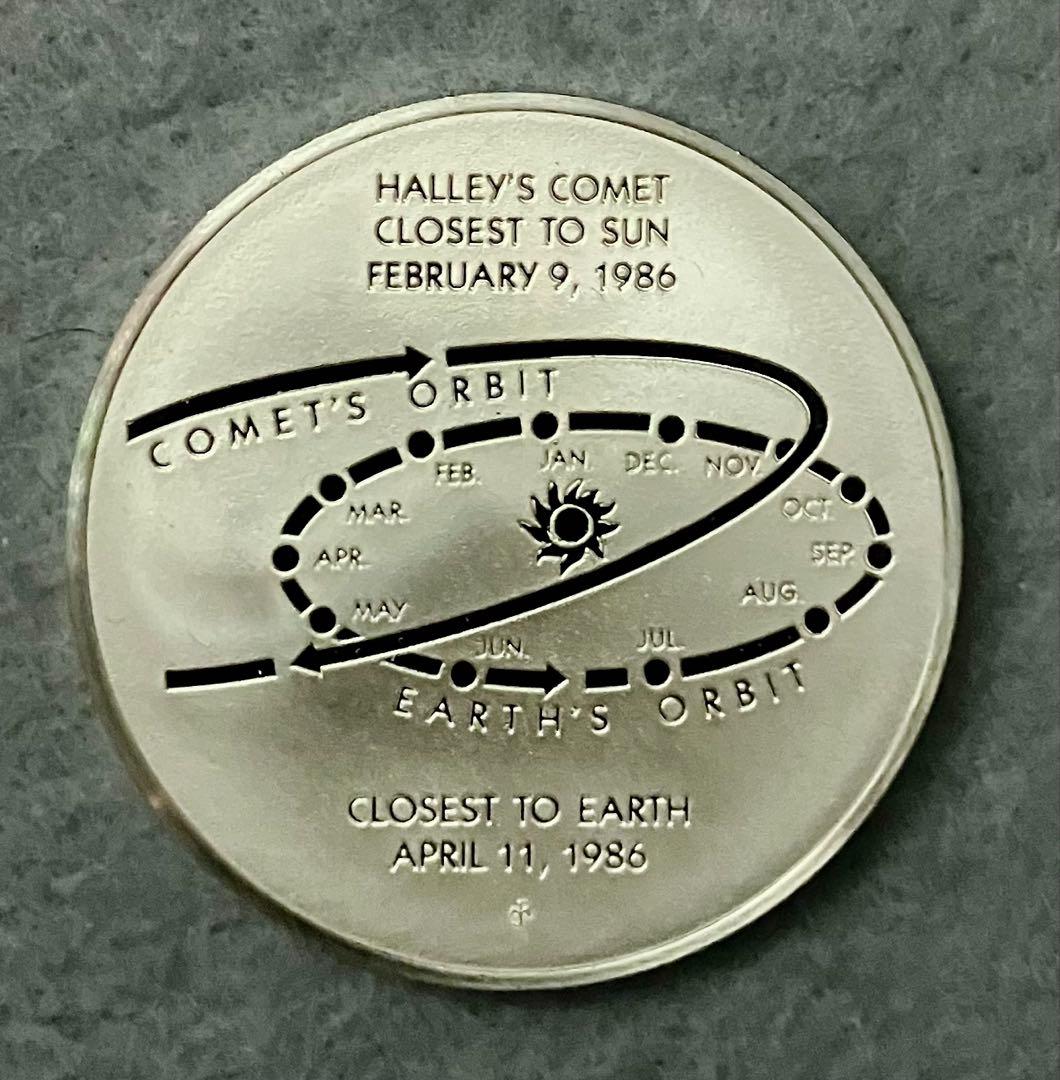 HALLEY'S COMET
CLOSEST TO SUN
FEBRUARY 9, 1986
COMET'S ORBIT
JAN.
DEC.
NOV.
FEB.
MAR.
OCT.
APR.
SEP.
MAY
AUG.
JUN.
JUL.
EARTH'S ORBIT
CLOSEST TO EARTH
APRIL 11, 1986